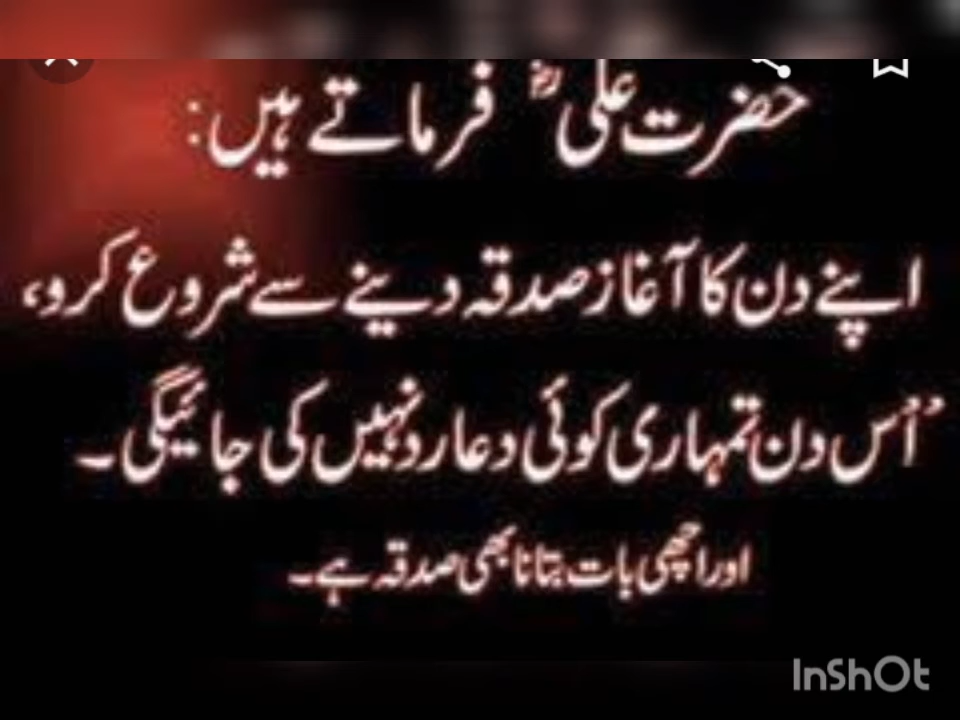 حضرت علیؓ فرماتے ہیں:
اپنے دن کا آغاز صدقہ دینے سے شروع کرو،
"اُس دن تمہاری کوئی دعا رد نہیں کی جائیگی۔
اور اچھی بات بتانا بھی صدقہ ہے۔
InShOt